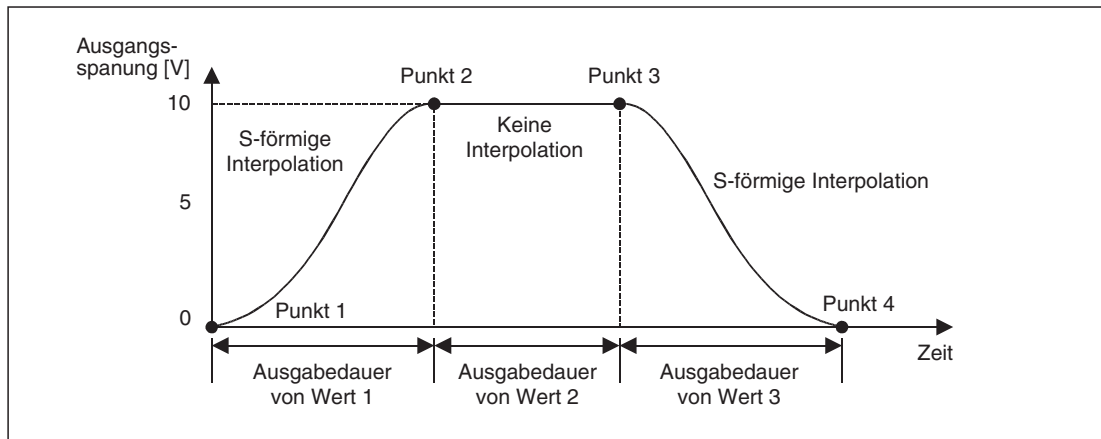 Ausgangs-
spanung [V]
Punkt 2
Punkt 3
10
S-förmige
Interpolation
Keine
Interpolation
S-förmige Interpolation
5
Punkt 1
Punkt 4
0
Zeit
Ausgabedauer
von Wert 1
Ausgabedauer
von Wert 2
Ausgabedauer
von Wert 3